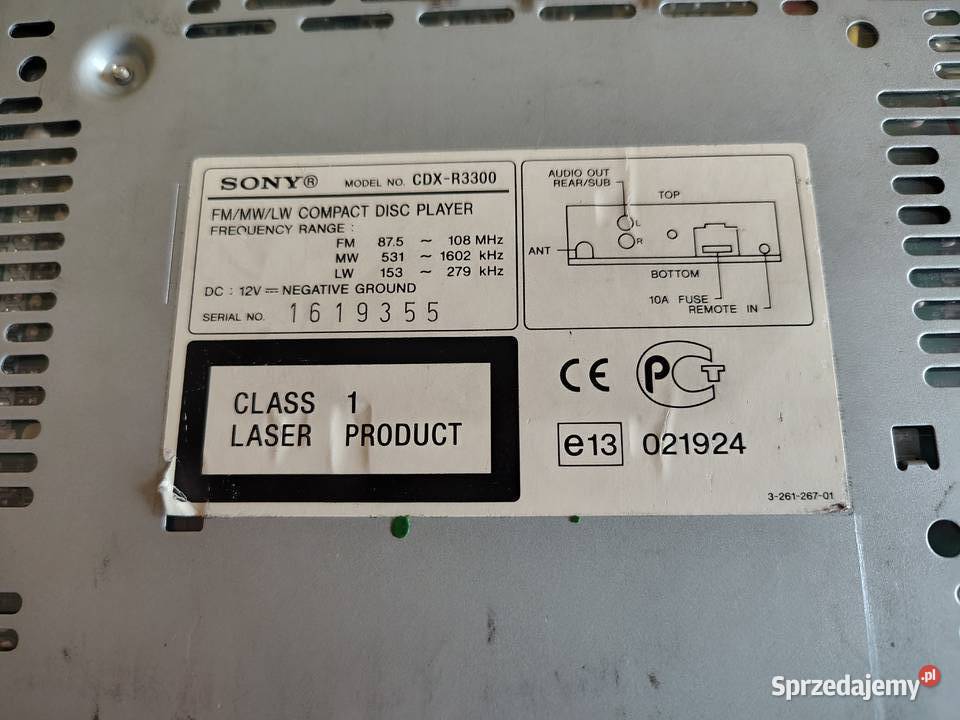 SONY® MODEL NO. CDX-R3300
FM/MW/LW COMPACT DISC PLAYER
FREQUENCY RANGE :
FM 87.5 ~ 108 MHz
MW 531 ~ 1602 kHz
LW 153 ~ 279 kHz
DC : 12V NEGATIVE GROUND
SERIAL NO. 1619355
AUDIO OUT
REAR/SUB
TOP
L
R
ANT
BOTTOM
10A FUSE
REMOTE IN
CLASS 1
LASER PRODUCT
CE PCT
e13 021924
3-261-267-01
Sprzedajemy.pl